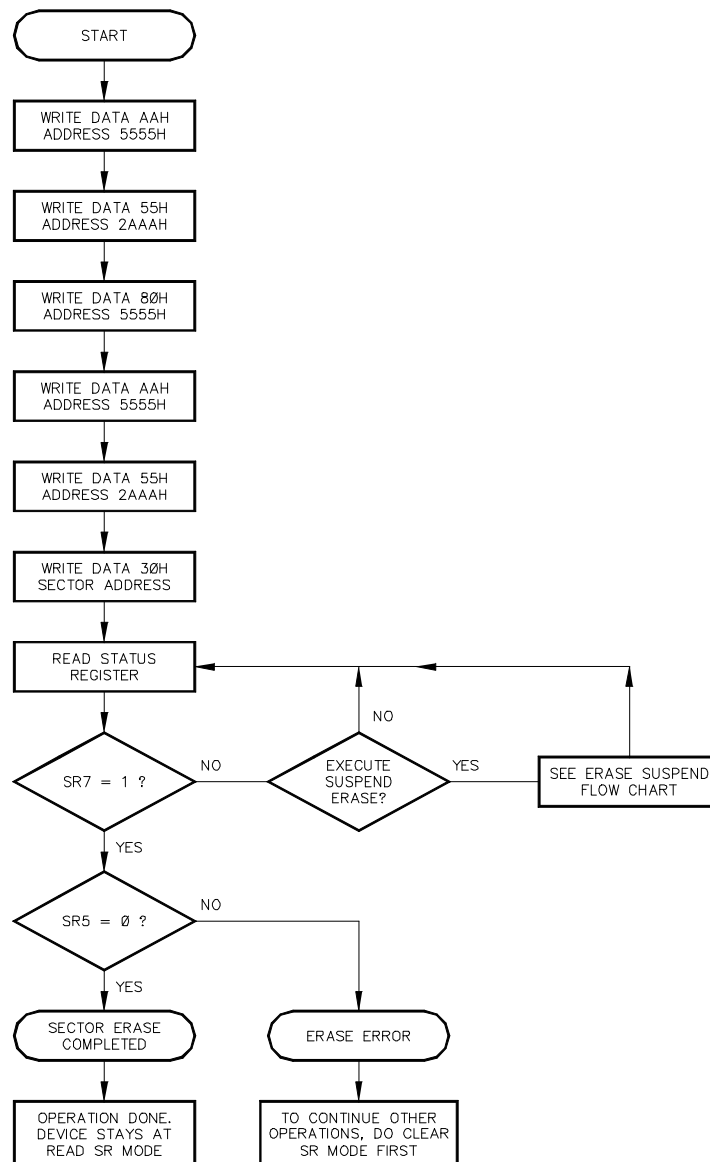 START
WRITE DATA AAH
ADDRESS 5555H
WRITE DATA 55H
ADDRESS 2AAAH
WRITE DATA 8ØH
ADDRESS 5555H
WRITE DATA AAH
ADDRESS 5555H
WRITE DATA 55H
ADDRESS 2AAAH
WRITE DATA 3ØH
SECTOR ADDRESS
READ STATUS
REGISTER
NO
SR7 = 1 ?
NO
EXECUTE
SUSPEND
ERASE?
YES
SEE ERASE SUSPEND
FLOW CHART
YES
SR5 = Ø ?
NO
YES
SECTOR ERASE
COMPLETED
ERASE ERROR
OPERATION DONE.
DEVICE STAYS AT
READ SR MODE
TO CONTINUE OTHER
OPERATIONS, DO CLEAR
SR MODE FIRST